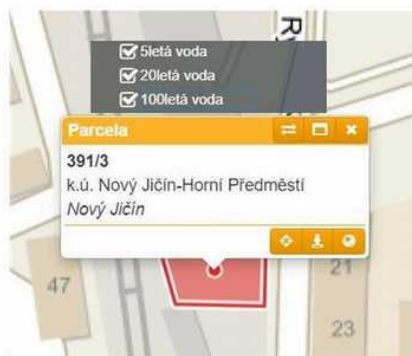 5letá voda
20letá voda
100letá voda
Parcela
391/3
k.ú. Nový Jičín-Horní Předměstí
Nový Jičín
47
21
23